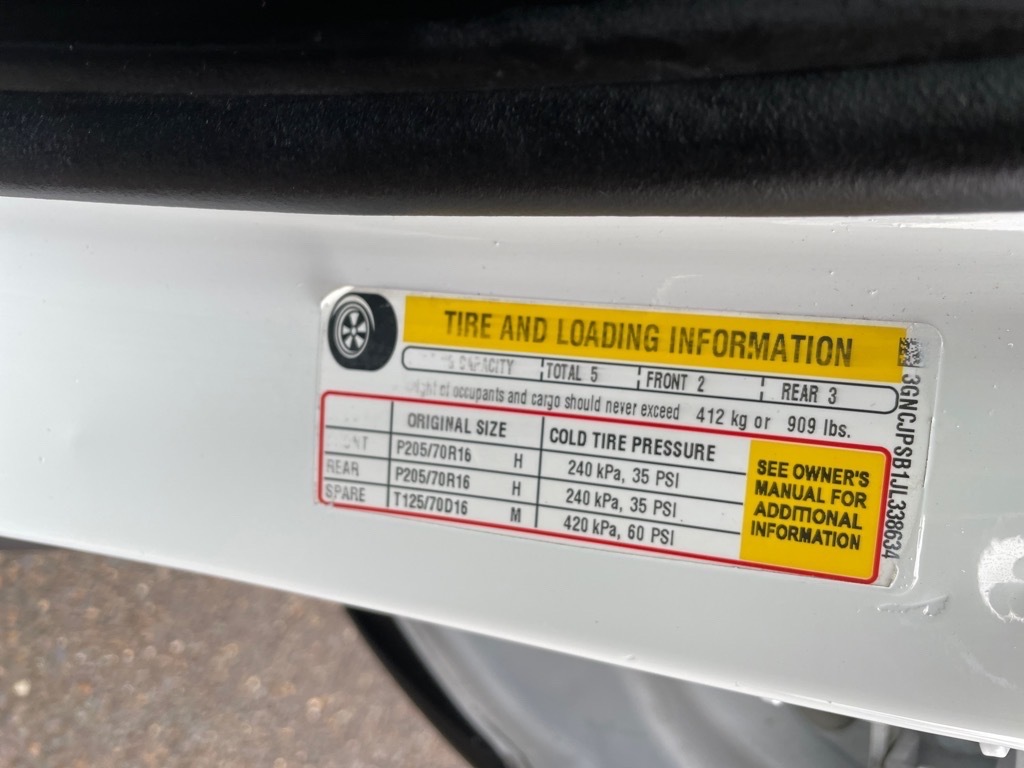 TIRE AND LOADING INFORMATION
CAPACITY TOTAL 5 FRONT 2 REAR 3
of occupants and cargo should never exceed 412 kg or 909 lbs.
ORIGINAL SIZE COLD TIRE PRESSURE
P205/70R16 H 240 kPa, 35 PSI
REAR P205/70R16 H 240 kPa, 35 PSI
SPARE T125/70D16 M 420 kPa, 60 PSI
SEE OWNER'S
MANUAL FOR
ADDITIONAL
INFORMATION
3GNCJPSB1JL338634